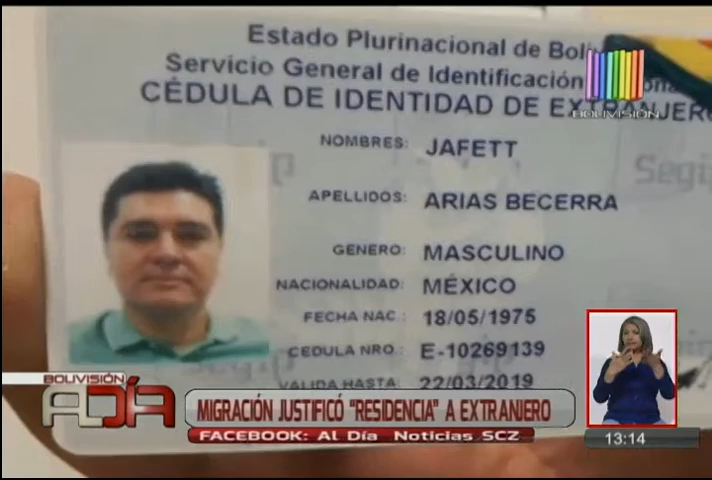 Estado Plurinacional de Bol
Servicio General de Identificación
CÉDULA DE IDENTIDAD DE EXTRANJERO
BOLIVISIÓN
NOMBRES: JAFETT
Segip
APELLIDOS: ARIAS BECERRA
GENERO: MASCULINO
NACIONALIDAD: MÉXICO
FECHA NAC.: 18/05/1975
CEDULA NRO.: E-10269139
VALIDA HASTA: 22/03/2019
BOLIVISIÓN
AL DÍA
MIGRACIÓN JUSTIFICÓ "RESIDENCIA" A EXTRANJERO
FACEBOOK: Al Día Noticias SCZ
13:14